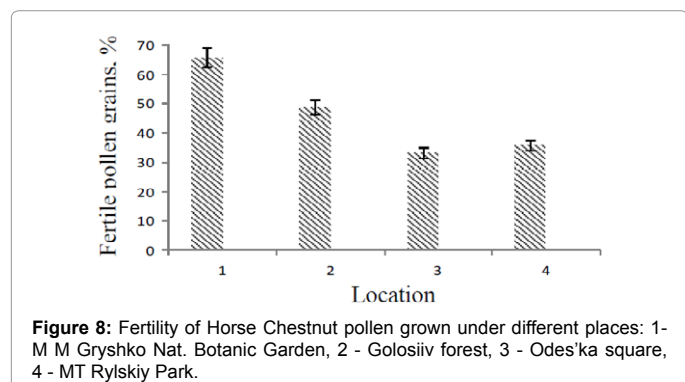 70
60
50
40
30
20
10
0
Fertile pollen grains. %
1 2 3 4
Location
Figure 8: Fertility of Horse Chestnut pollen grown under different places: 1-
M M Gryshko Nat. Botanic Garden, 2 - Golosiiv forest, 3 - Odes'ka square,
4 - MT Rylskiy Park.